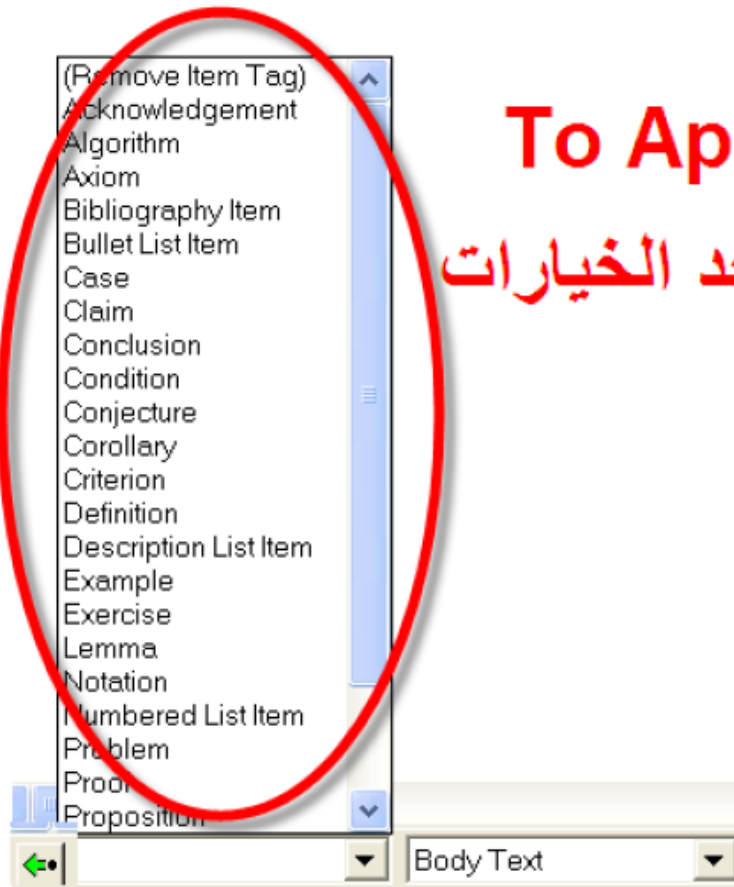 (Remove Item Tag)
Acknowledgement
Algorithm
Axiom
Bibliography Item
Bullet List Item
Case
Claim
Conclusion
Condition
Conjecture
Corollary
Criterion
Definition
Description List Item
Example
Exercise
Lemma
Notation
Numbered List Item
Problem
Proof
Proposition
To Ap
الخيارات
Body Text